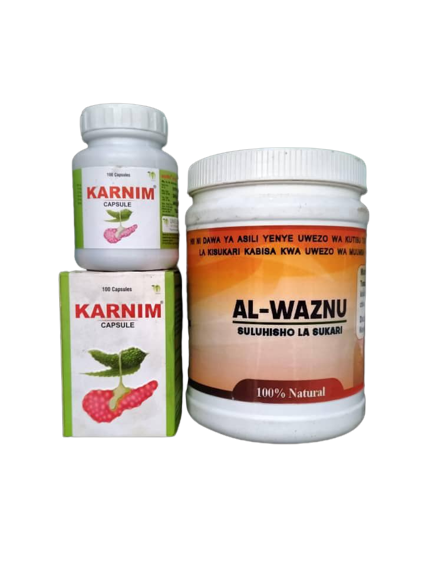 100 Capsules
KARNIM®
CAPSULE
100 Capsules
KARNIM®
CAPSULE
NI DAWA YA ASILI YENYE UWEZO WA
LA KISUKARI KABISA KWA UWEZO WA
AL-WAZNU
SULUHISHO LA SUKARI
100% Natural